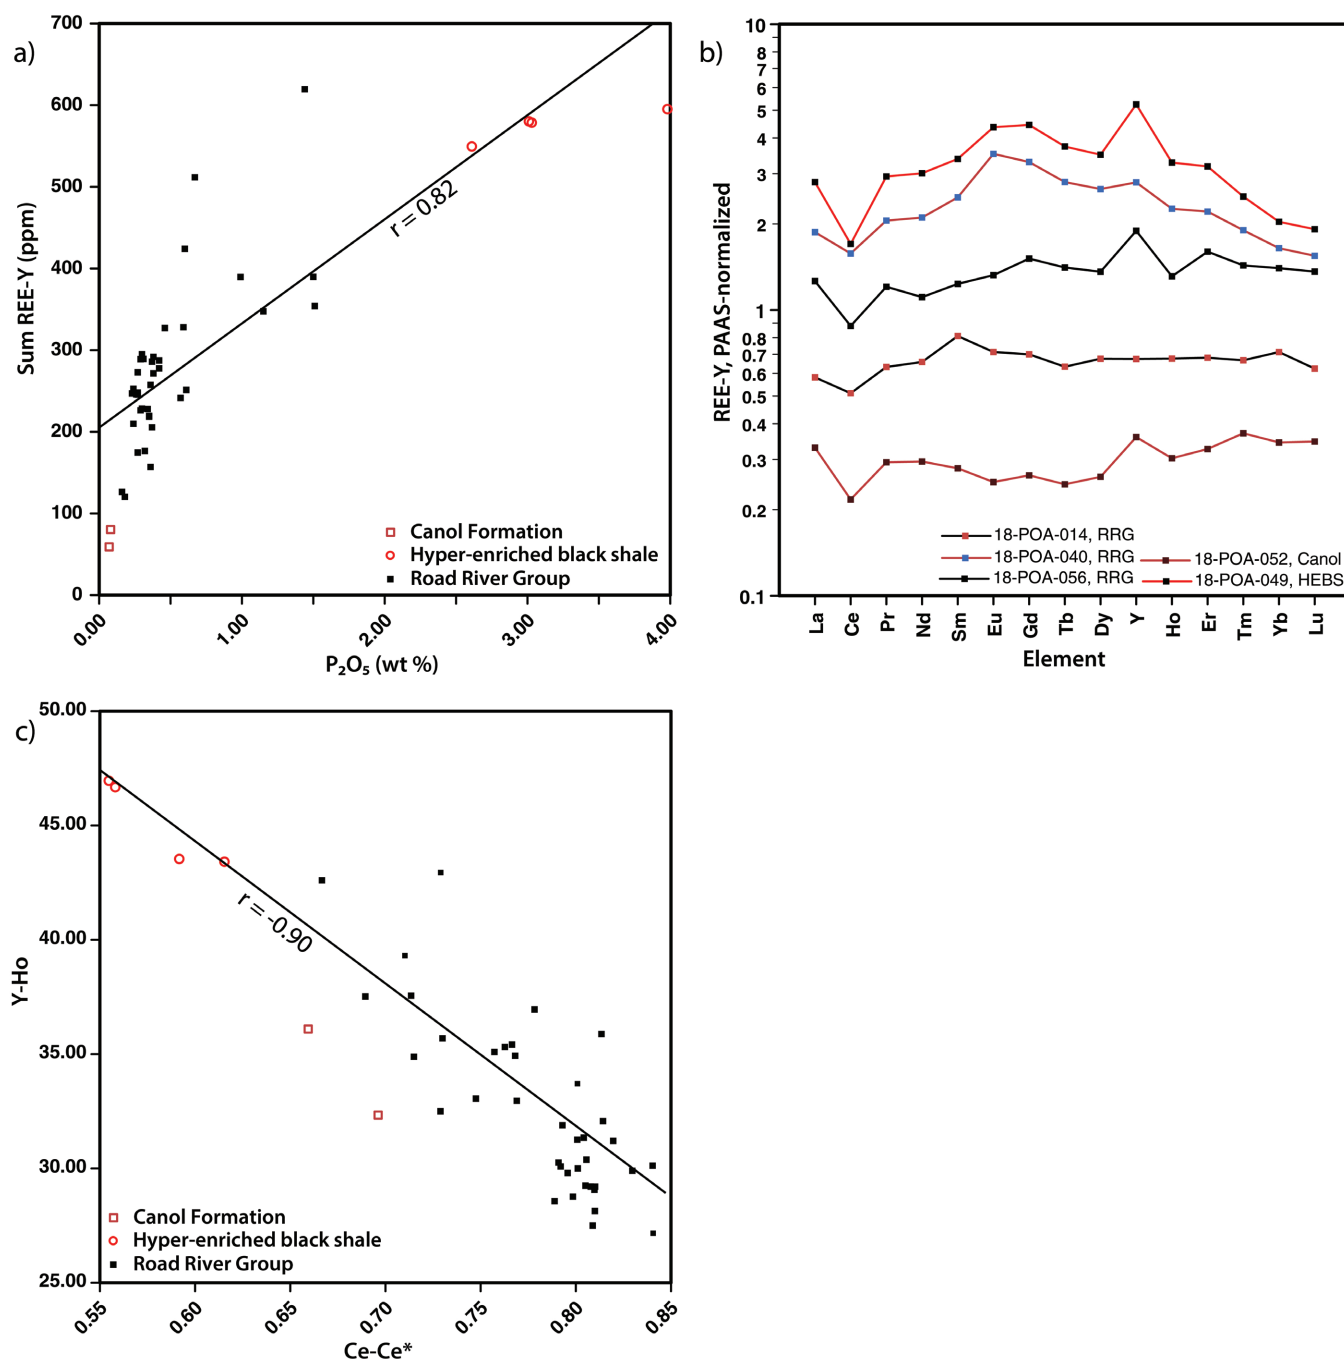 a)
700
600
500
400
300
200
100
0
Sum REE-Y (ppm)
r = 0.82
Canol Formation
Hyper-enriched black shale
Road River Group
0.00
1.00
2.00
3.00
4.00
P₂O₅ (wt %)
b)
10
8
7
6
5
4
3
2
1
0.8
0.7
0.6
0.5
0.4
0.3
0.2
0.1
REE-Y, PAAS-normalized
18-POA-014, RRG
18-POA-040, RRG
18-POA-056, RRG
18-POA-052, Canol
18-POA-049, HEBS
La
Ce
Pr
Nd
Sm
Eu
Gd
Tb
Dy
Y
Ho
Er
Tm
Yb
Lu
Element
c)
50.00
45.00
40.00
35.00
30.00
25.00
Y-Ho
r = -0.90
Canol Formation
Hyper-enriched black shale
Road River Group
0.55
0.60
0.65
0.70
0.75
0.80
0.85
Ce-Ce*